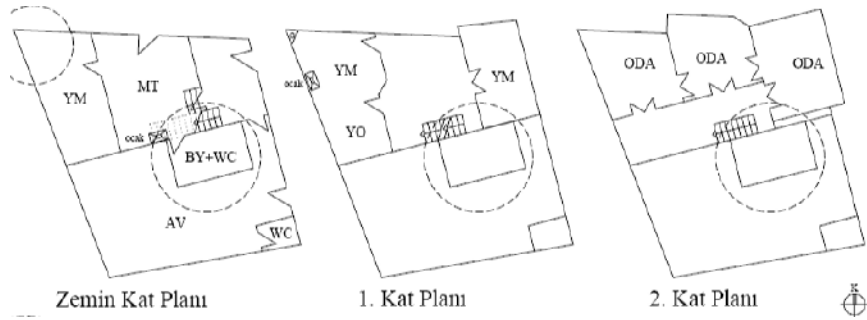 YM
MT
ocak
BY+WC
AV
WC
Zemin Kat Planı
ocak
YM
YM
YO
1. Kat Planı
ODA
ODA
ODA
2. Kat Planı
K